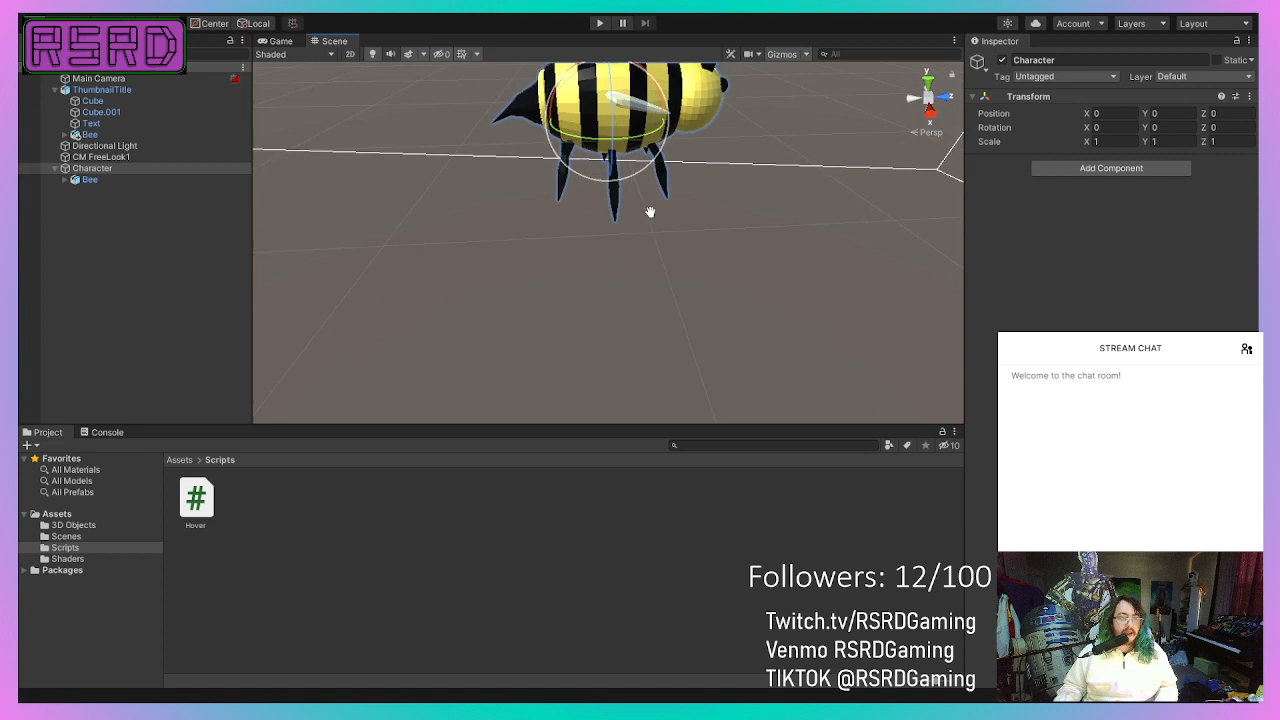 RSRD
Center
Local
Account
Layers
Layout
Game
Scene
Inspector
Shaded
2D
0
Gizmos
All
Main Camera
ThumbnailTitle
Cube
Cube.001
Text
Bee
Directional Light
CM FreeLook1
Character
Bee
y
z
x
Persp
Character
Static
Tag Untagged
Layer Default
Transform
Position X 0 Y 0 Z 0
Rotation X 0 Y 0 Z 0
Scale X 1 Y 1 Z 1
Add Component
STREAM CHAT
Welcome to the chat room!
Project
Console
10
Favorites
All Materials
All Models
All Prefabs
Assets
3D Objects
Scenes
Scripts
Shaders
Packages
Assets > Scripts
#
Hover
Followers: 12/100
Twitch.tv/RSRDGaming
Venmo RSRDGaming
TIKTOK @RSRDGaming